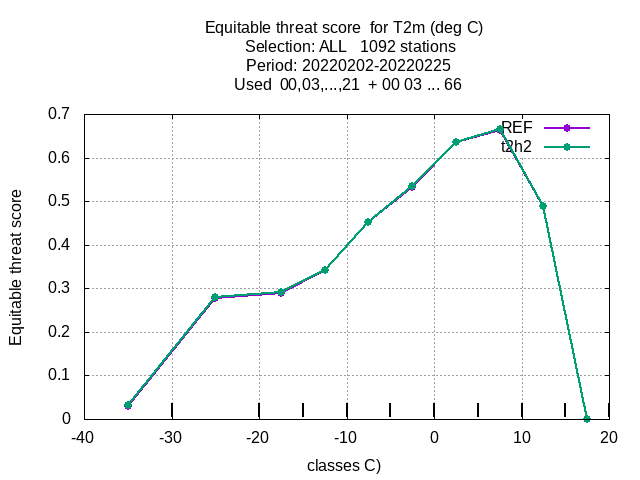 Equitable threat score  for T2m (deg C)
Selection: ALL   1092 stations
Period: 20220202-20220225
Used  00,03,...,21  + 00 03 ... 66
0.7
0.6
0.5
0.4
0.3
0.2
0.1
0
Equitable threat score
REF
t2h2
-40 -30 -20 -10 0 10 20
classes C)